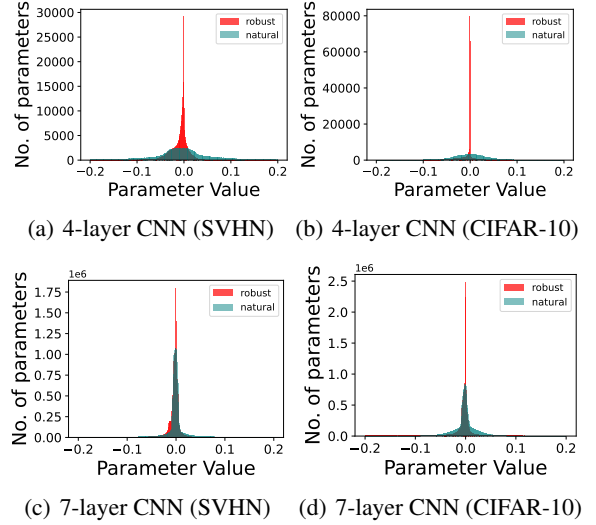 30000
25000
20000
15000
10000
5000
0
No. of parameters
robust
natural
−0.2 −0.1 0.0 0.1 0.2
Parameter Value
(a) 4-layer CNN (SVHN)
80000
60000
40000
20000
0
No. of parameters
robust
natural
−0.2 −0.1 0.0 0.1 0.2
Parameter Value
(b) 4-layer CNN (CIFAR-10)
1e6
1.75
1.50
1.25
1.00
0.75
0.50
0.25
0.00
No. of parameters
robust
natural
−0.2 −0.1 0.0 0.1 0.2
Parameter Value
(c) 7-layer CNN (SVHN)
1e6
2.5
2.0
1.5
1.0
0.5
0.0
No. of parameters
robust
natural
−0.2 −0.1 0.0 0.1 0.2
Parameter Value
(d) 7-layer CNN (CIFAR-10)